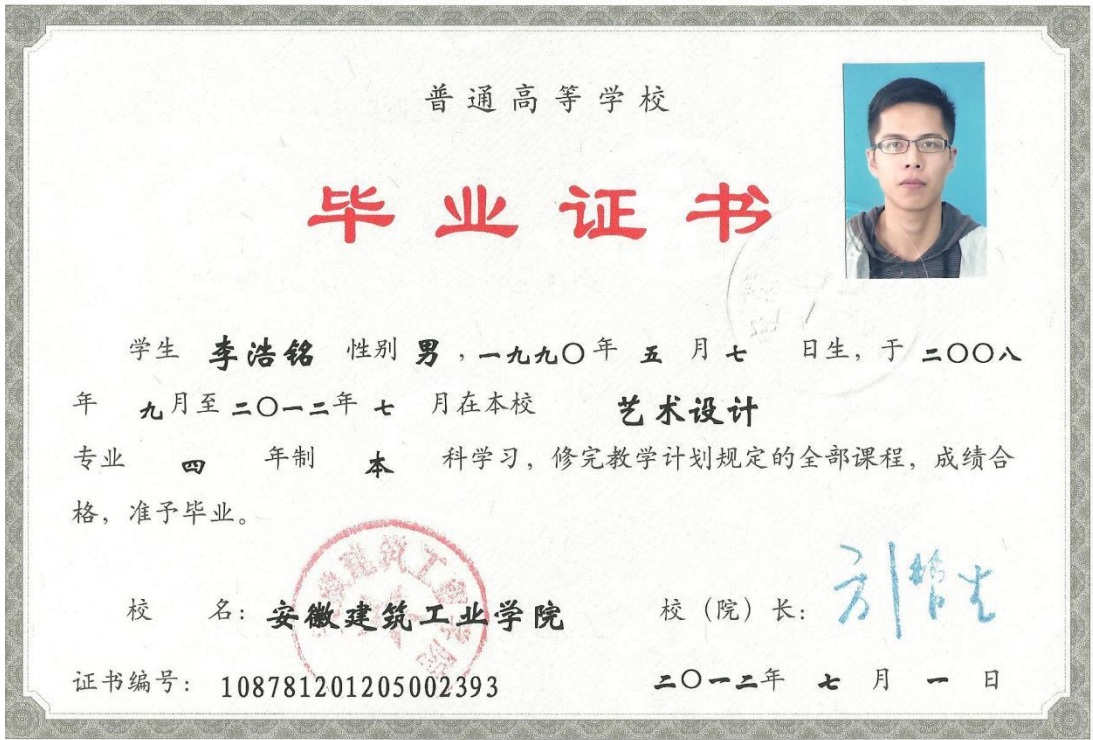 普通高等学校
毕业证书
学生 李浩铭 性别 男，一九九〇年 五 月 七 日生，于 二〇〇八
年 九月至 二〇一二年 七 月在本校 艺术设计
专业 四 年制 本 科学习，修完教学计划规定的全部课程，成绩合
格，准予毕业。
校 名：安徽建筑工业学院 校（院）长：
证书编号：108781201205002393 二〇一二年 七 月 一 日